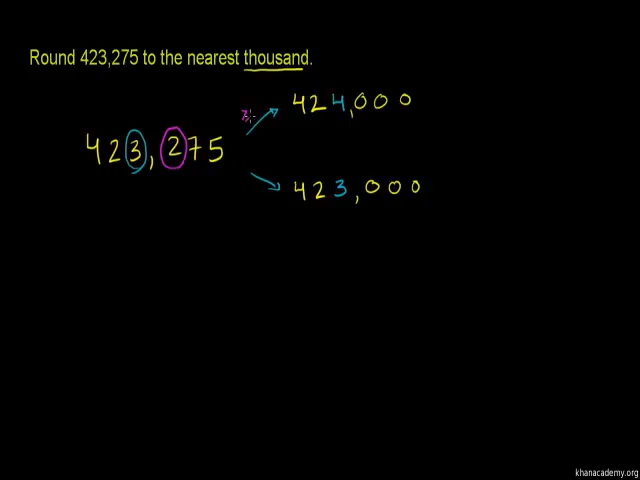 Round 423,275 to the nearest thousand.
424,000
423,275
423,000
khanacademy.org